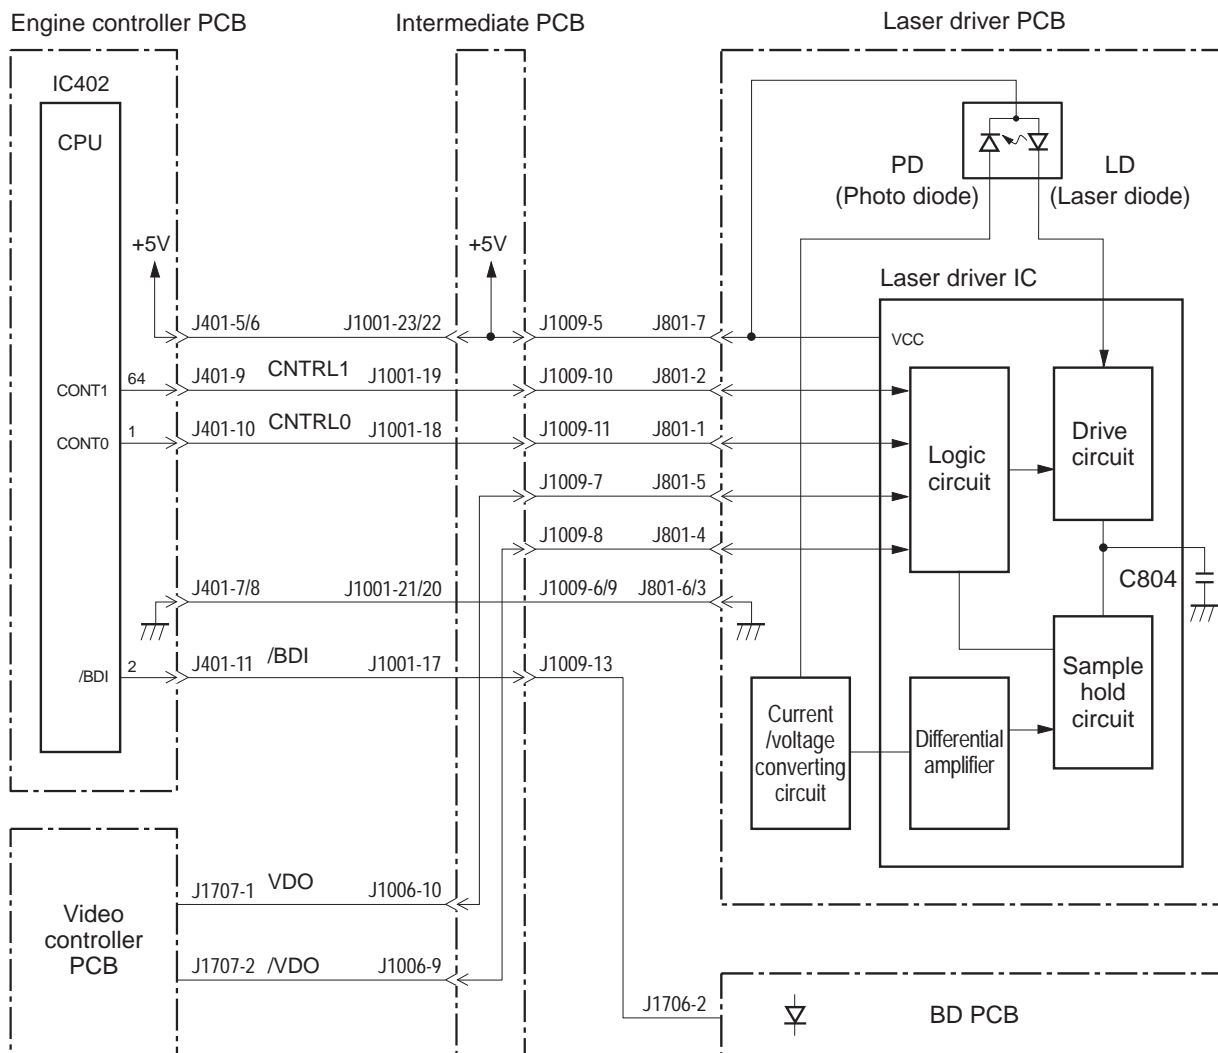 Engine controller PCB
Intermediate PCB
Laser driver PCB
IC402
CPU
PD
(Photo diode)
LD
(Laser diode)
+5V
+5V
Laser driver IC
J401-5/6
J1001-23/22
J1009-5
J801-7
VCC
CONT1
64
J401-9
CNTRL1
J1001-19
J1009-10
J801-2
CONT0
1
J401-10
CNTRL0
J1001-18
J1009-11
J801-1
Logic
circuit
Drive
circuit
J1009-7
J801-5
J1009-8
J801-4
C804
J401-7/8
J1001-21/20
J1009-6/9
J801-6/3
/BDI
2
J401-11
/BDI
J1001-17
J1009-13
Sample
hold
circuit
Current
/voltage
converting
circuit
Differential
amplifier
Video
controller
PCB
J1707-1
VDO
J1006-10
J1707-2
/VDO
J1006-9
J1706-2
BD PCB